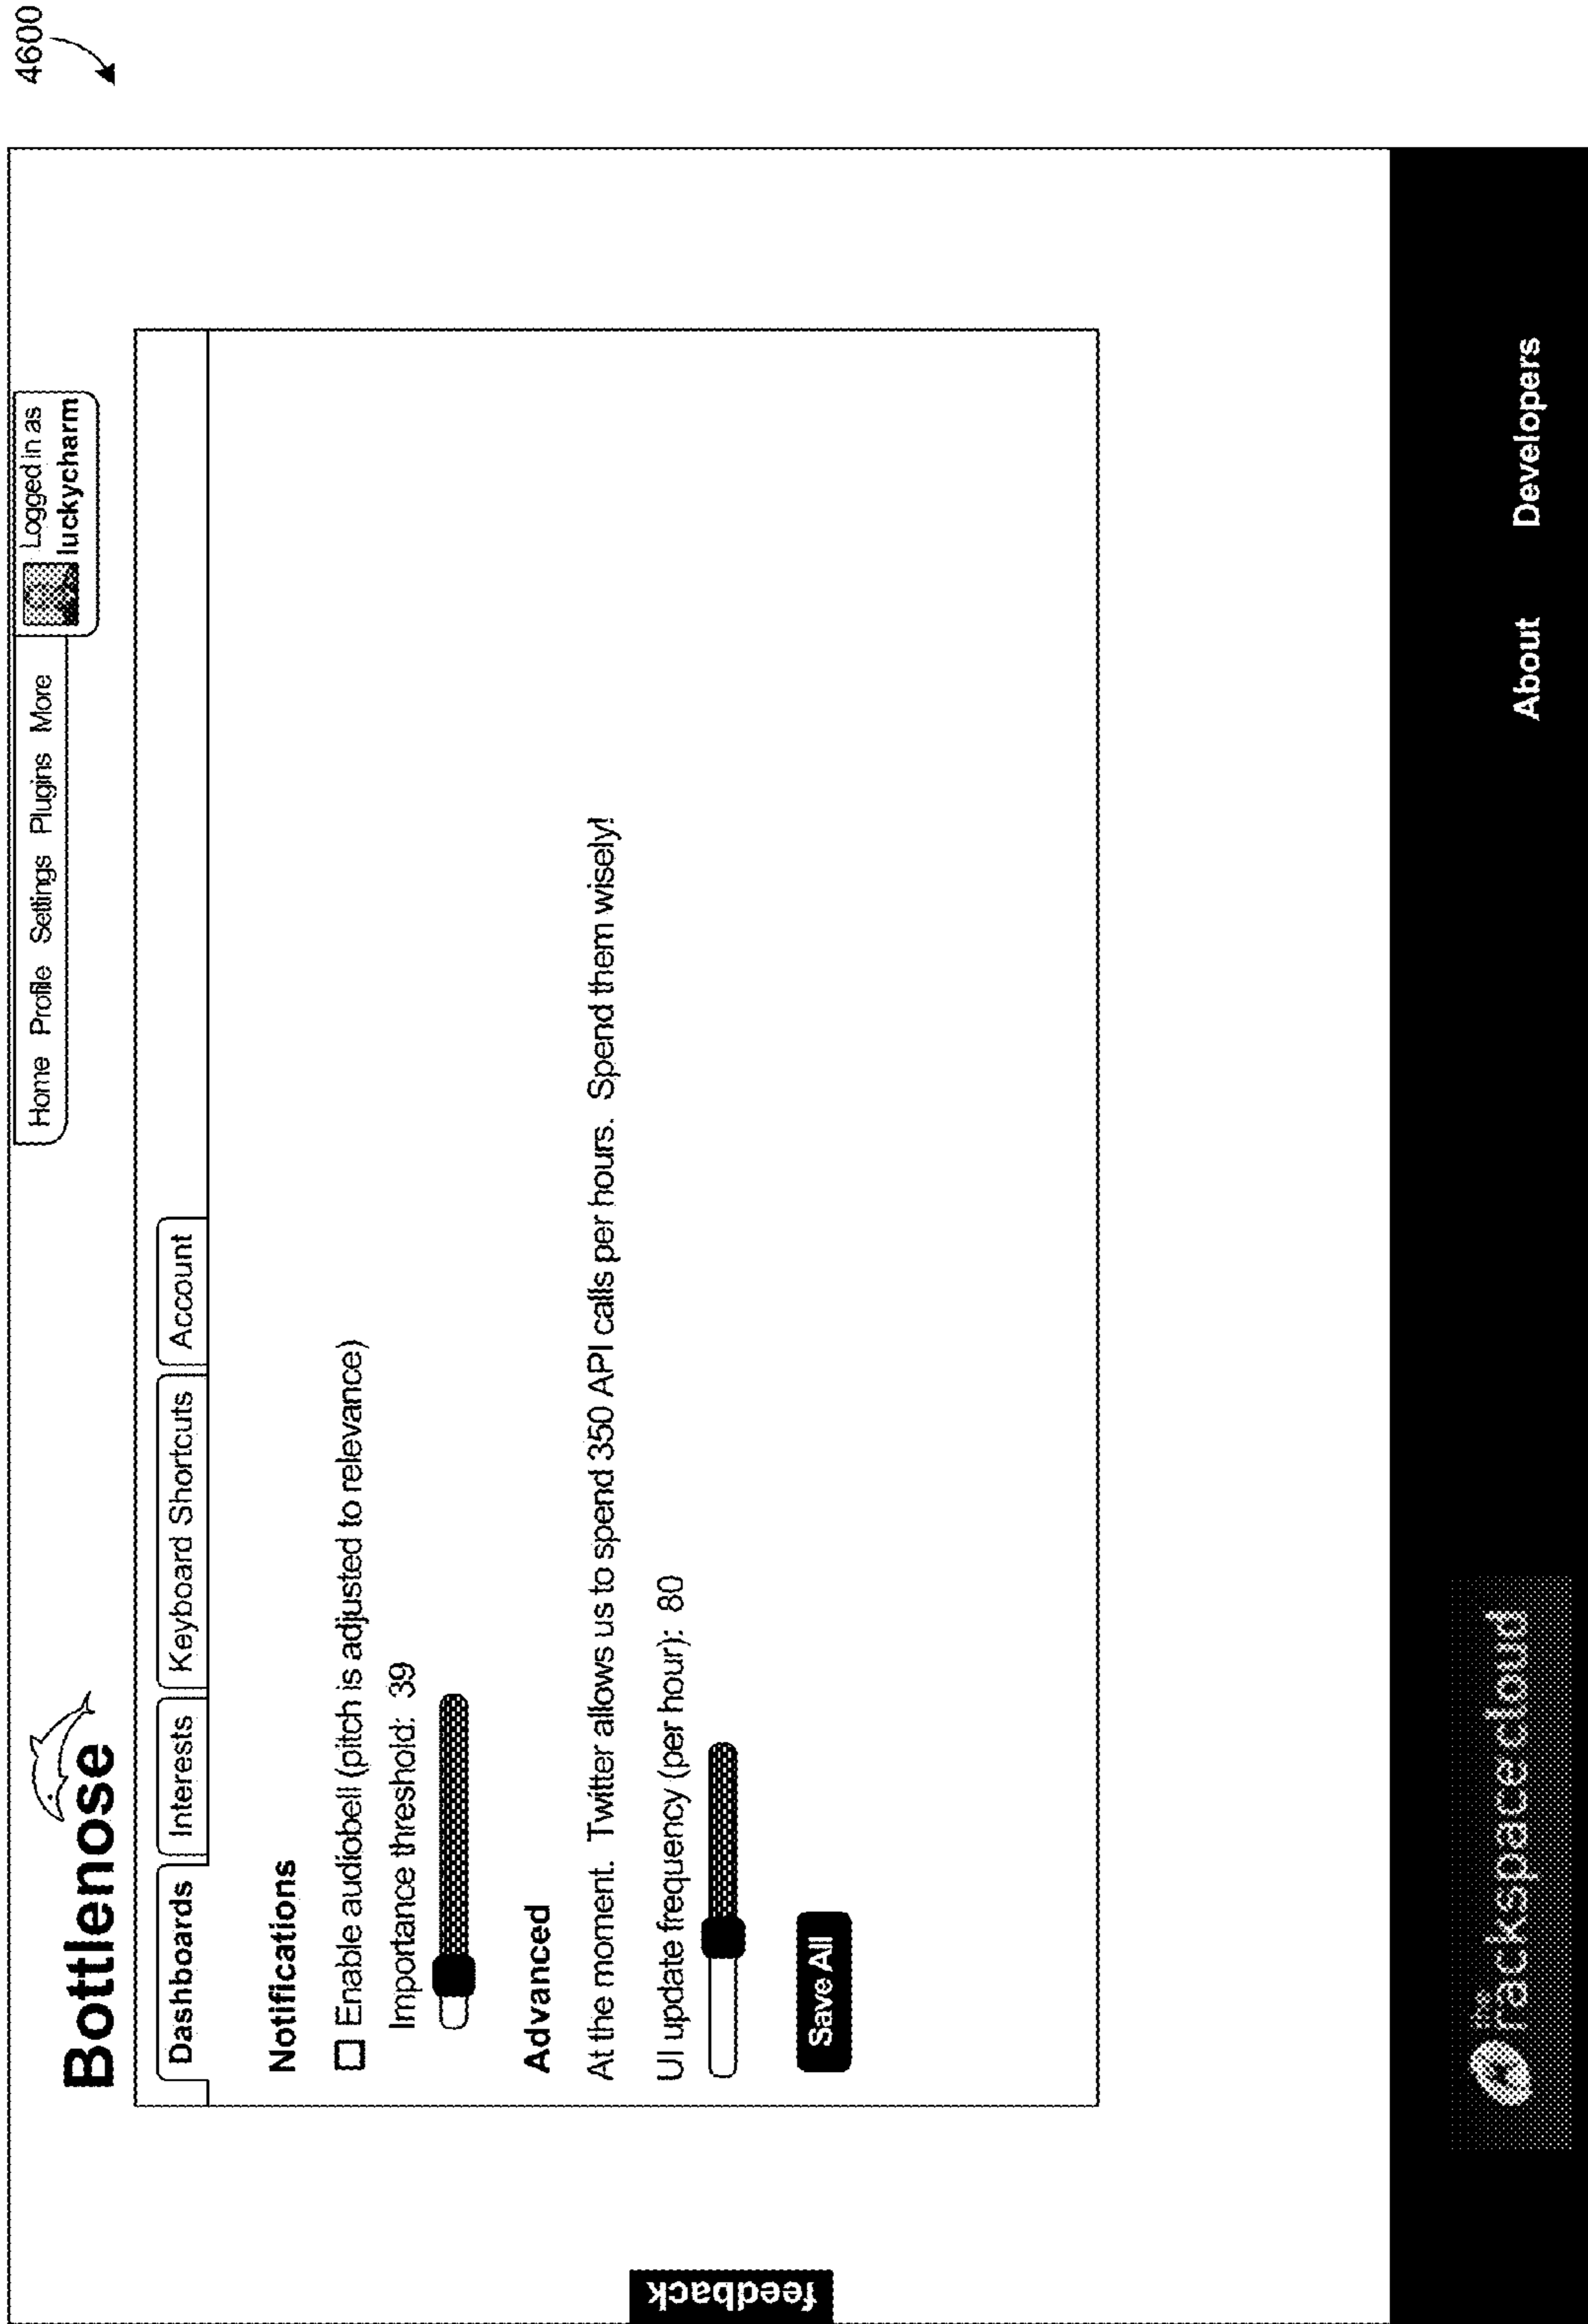 4600
Home Profile Settings Plugins More
Logged in as
luckycharm
Bottlenose
Dashboards Interests Keyboard Shortcuts Account
Notifications
Enable audiobell (pitch is adjusted to relevance)
Importance threshold: 39
Advanced
At the moment. Twitter allows us to spend 350 API calls per hours. Spend them wisely!
UI update frequency (per hour): 80
Save All
feedback
the
rackspacecloud
About Developers